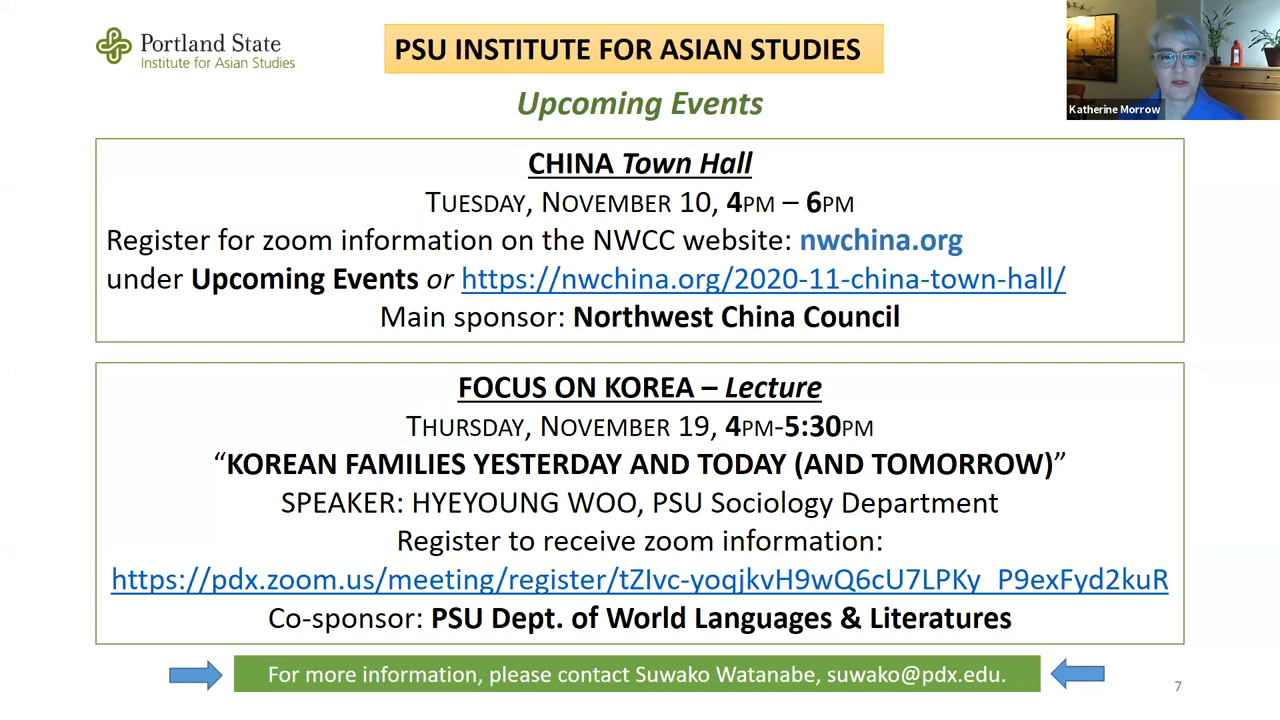 Portland State
Institute for Asian Studies
PSU INSTITUTE FOR ASIAN STUDIES
Katherine Morrow
Upcoming Events
CHINA Town Hall
TUESDAY, NOVEMBER 10, 4PM – 6PM
Register for zoom information on the NWCC website: nwchina.org
under Upcoming Events or https://nwchina.org/2020-11-china-town-hall/
Main sponsor: Northwest China Council
FOCUS ON KOREA – Lecture
THURSDAY, NOVEMBER 19, 4PM-5:30PM
“KOREAN FAMILIES YESTERDAY AND TODAY (AND TOMORROW)”
SPEAKER: HYEYOUNG WOO, PSU Sociology Department
Register to receive zoom information:
https://pdx.zoom.us/meeting/register/tZIvc-yoqjkvH9wQ6cU7LPKy_P9exFyd2kuR
Co-sponsor: PSU Dept. of World Languages & Literatures
For more information, please contact Suwako Watanabe, suwako@pdx.edu.
7